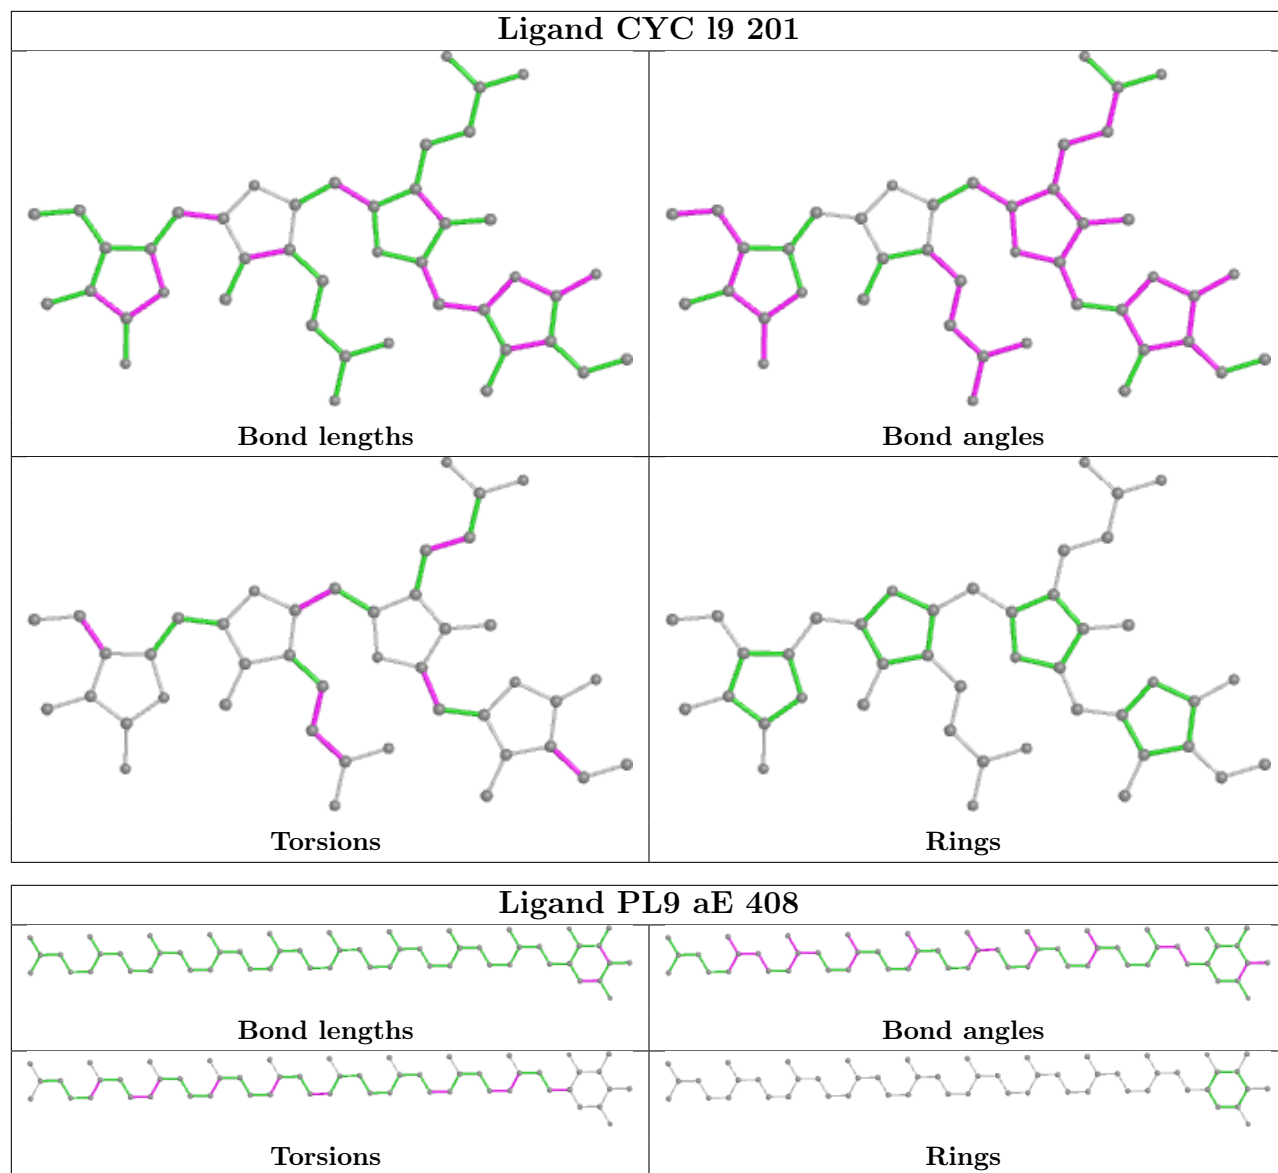 Ligand CYC l9 201
Bond lengths
Bond angles
Torsions
Rings
Ligand PL9 aE 408
Bond lengths
Bond angles
Torsions
Rings